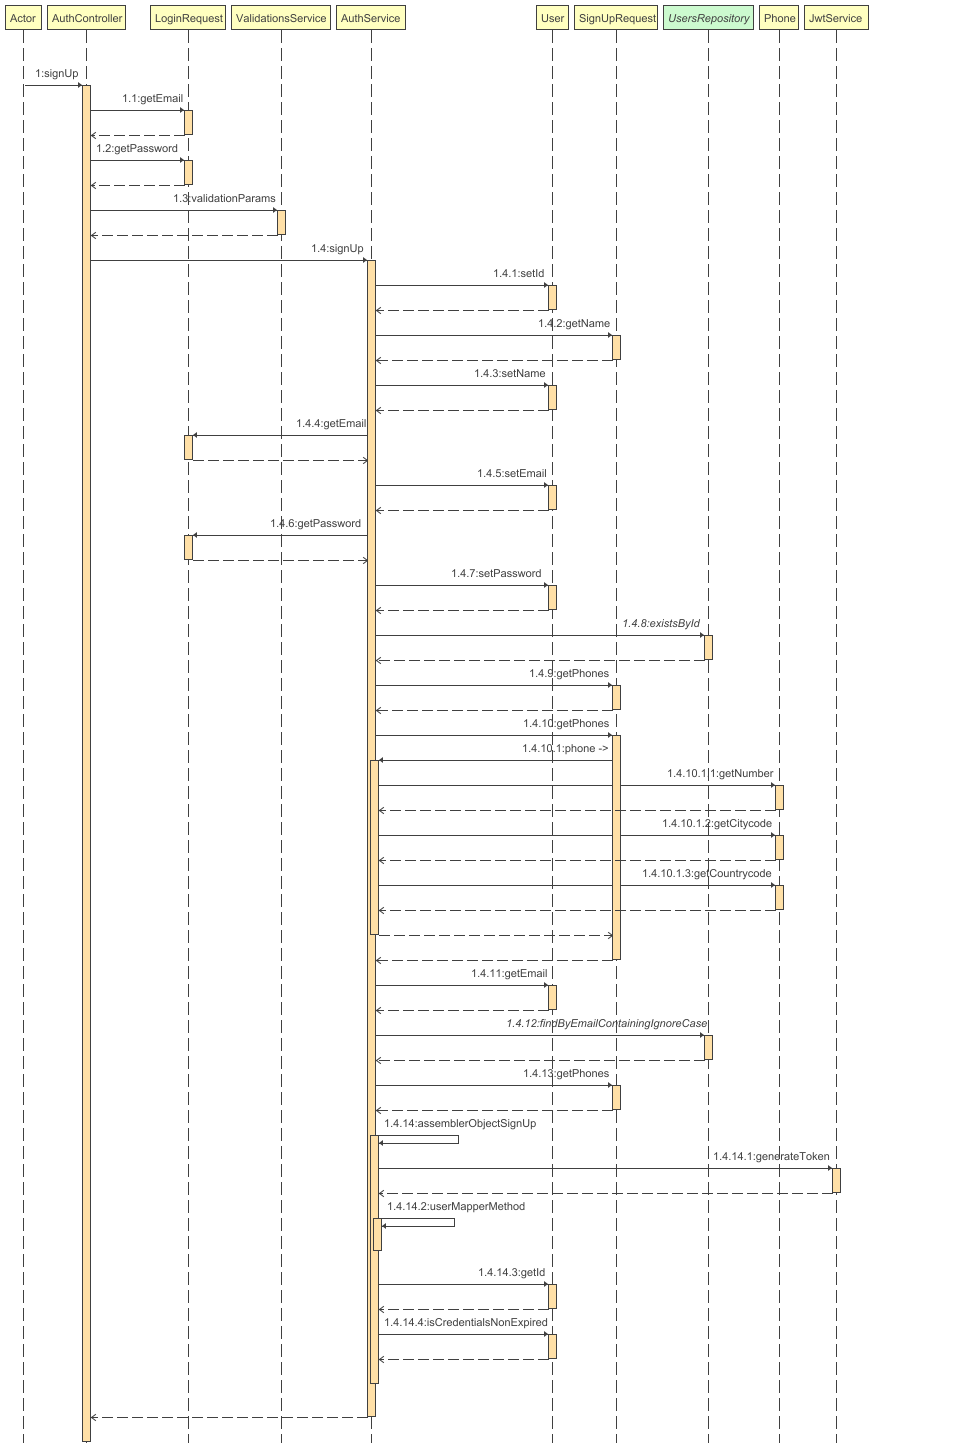 Actor
AuthController
LoginRequest
ValidationsService
AuthService
User
SignUpRequest
UsersRepository
Phone
JwtService
1:signUp
1.1:getEmail
1.2:getPassword
1.3:validationParams
1.4:signUp
1.4.1:setId
1.4.2:getName
1.4.3:setName
1.4.4:getEmail
1.4.5:setEmail
1.4.6:getPassword
1.4.7:setPassword
1.4.8:existsById
1.4.9:getPhones
1.4.10:getPhones
1.4.10.1:phone ->
1.4.10.1.1:getNumber
1.4.10.1.2:getCitycode
1.4.10.1.3:getCountrycode
1.4.11:getEmail
1.4.12:findByEmailContainingIgnoreCase
1.4.13:getPhones
1.4.14:assemblerObjectSignUp
1.4.14.1:generateToken
1.4.14.2:userMapperMethod
1.4.14.3:getId
1.4.14.4:isCredentialsNonExpired